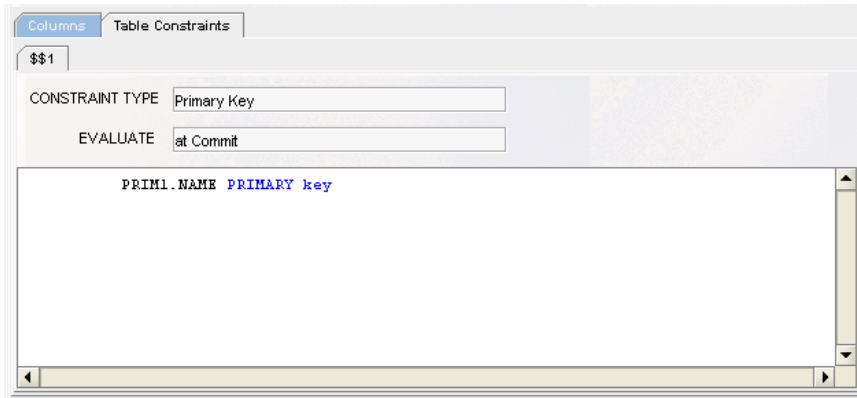 Columns Table Constraints
$$1
CONSTRAINT TYPE Primary Key
EVALUATE at Commit
PRIM1.NAME PRIMARY key